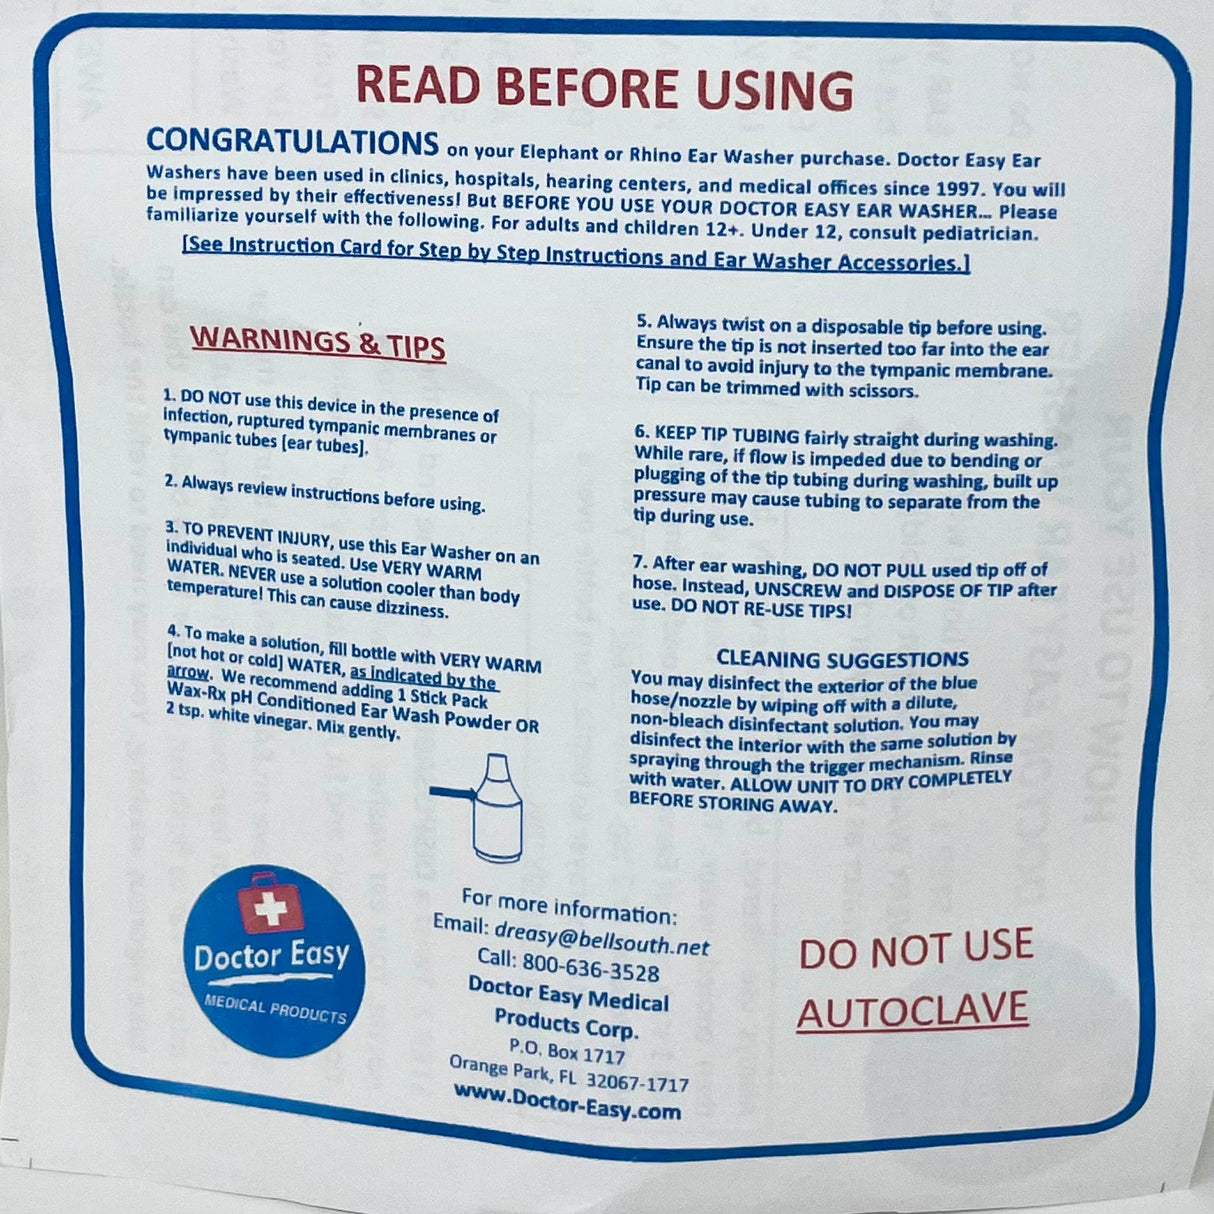 READ BEFORE USING
CONGRATULATIONS on your Elephant or Rhino Ear Washer purchase. Doctor Easy Ear
Washers have been used in clinics, hospitals, hearing centers, and medical offices since 1997. You will
be impressed by their effectiveness! But BEFORE YOU USE YOUR DOCTOR EASY EAR WASHER... Please
familiarize yourself with the following. For adults and children 12+. Under 12, consult pediatrician.
[See Instruction Card for Step by Step Instructions and Ear Washer Accessories.]
WARNINGS & TIPS
1. DO NOT use this device in the presence of
infection, ruptured tympanic membranes or
tympanic tubes [ear tubes].
2. Always review instructions before using.
3. TO PREVENT INJURY, use this Ear Washer on an
individual who is seated. Use VERY WARM
WATER. NEVER use a solution cooler than body
temperature! This can cause dizziness.
4. To make a solution, fill bottle with VERY WARM
[not hot or cold] WATER, as indicated by the
arrow. We recommend adding 1 Stick Pack
Wax-Rx pH Conditioned Ear Wash Powder OR
2 tsp. white vinegar. Mix gently.
5. Always twist on a disposable tip before using.
Ensure the tip is not inserted too far into the ear
canal to avoid injury to the tympanic membrane.
Tip can be trimmed with scissors.
6. KEEP TIP TUBING fairly straight during washing.
While rare, if flow is impeded due to bending or
plugging of the tip tubing during washing, built up
pressure may cause tubing to separate from the
tip during use.
7. After ear washing, DO NOT PULL used tip off of
hose. Instead, UNSCREW and DISPOSE OF TIP after
use. DO NOT RE-USE TIPS!
CLEANING SUGGESTIONS
You may disinfect the exterior of the blue
hose/nozzle by wiping off with a dilute,
non-bleach disinfectant solution. You may
disinfect the interior with the same solution by
spraying through the trigger mechanism. Rinse
with water. ALLOW UNIT TO DRY COMPLETELY
BEFORE STORING AWAY.
Doctor Easy
MEDICAL PRODUCTS
For more information:
Email: dreasy@bellsouth.net
Call: 800-636-3528
Doctor Easy Medical
Products Corp.
P.O. Box 1717
Orange Park, FL 32067-1717
www.Doctor-Easy.com
DO NOT USE
AUTOCLAVE